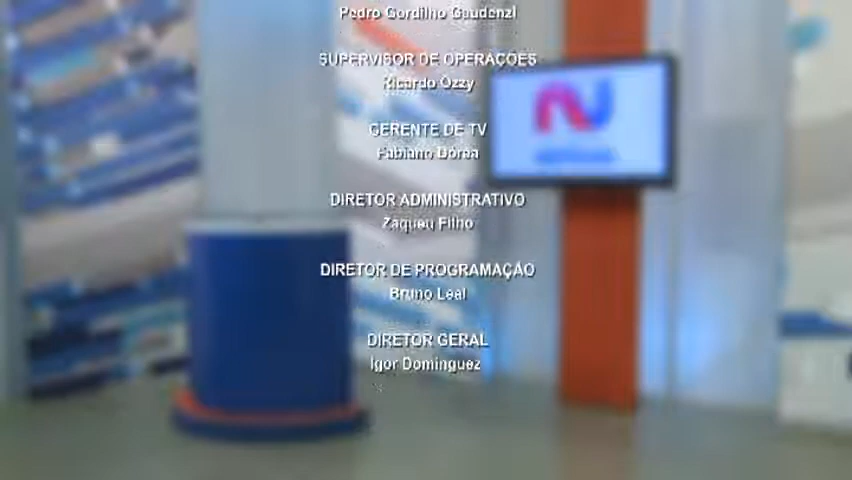 Pedro Gordilho Gaudenzi
SUPERVISOR DE OPERAÇÕES
Ricardo Ozzy
GERENTE DE TV
Fabiano Dórea
DIRETOR ADMINISTRATIVO
Zaqueu Filho
DIRETOR DE PROGRAMAÇÃO
Bruno Leal
DIRETOR GERAL
Igor Dominguez